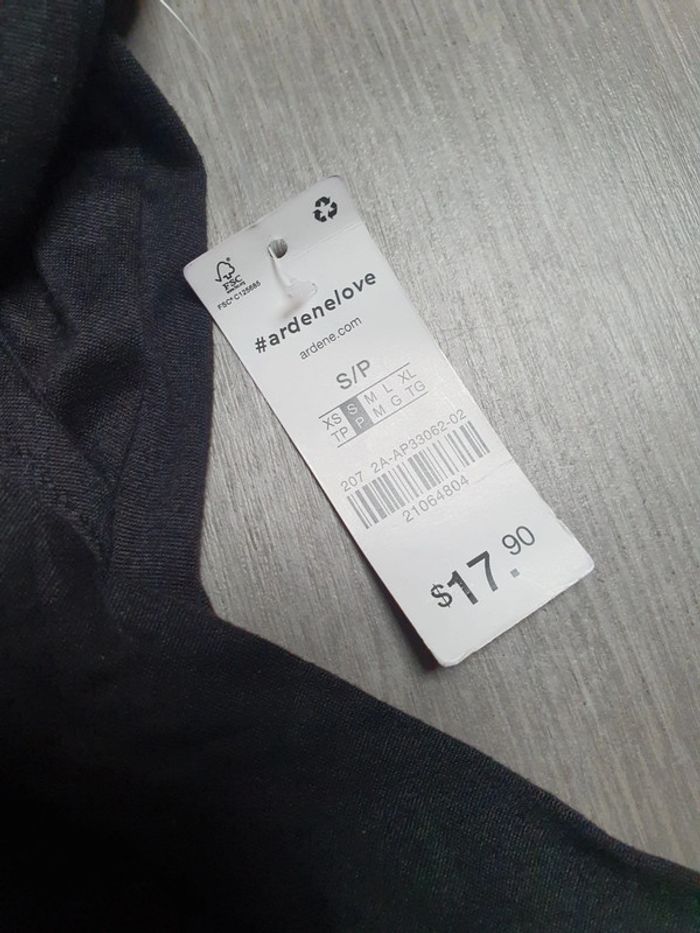 FSC
FSC® C125685
#ardenelove
ardene.com
S/P
XS S M L XL
TP P M G TG
207 2A-AP33062-02
21064804
$17.90